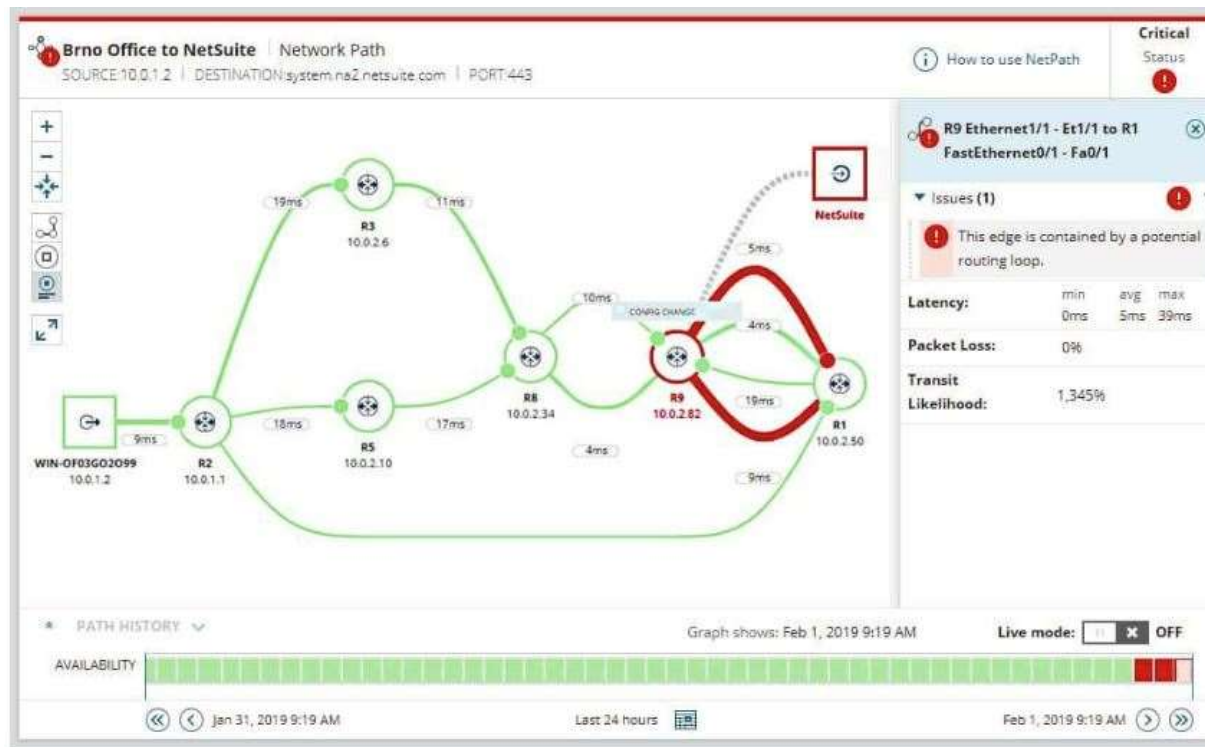 Brno Office to NetSuite | Network Path
SOURCE:10.0.1.2 | DESTINATION:system.na2.netsuite.com | PORT:443
How to use NetPath
Critical
Status
R9 Ethernet1/1 - Et1/1 to R1
FastEthernet0/1 - Fa0/1
Issues (1)
This edge is contained by a potential
routing loop.
Latency:
min avg max
0ms 5ms 39ms
Packet Loss: 0%
Transit
Likelihood: 1,345%
NetSuite
19ms
11ms
R3
10.0.2.6
5ms
10ms
CONFIG CHANGE
4ms
R8
10.0.2.34
R9
10.0.2.82
19ms
R1
10.0.2.50
9ms
WIN-OF03GO2O99
10.0.1.2
R2
10.0.1.1
18ms
R5
10.0.2.10
17ms
4ms
9ms
PATH HISTORY
Graph shows: Feb 1, 2019 9:19 AM
Live mode: OFF
AVAILABILITY
Jan 31, 2019 9:19 AM
Last 24 hours
Feb 1, 2019 9:19 AM